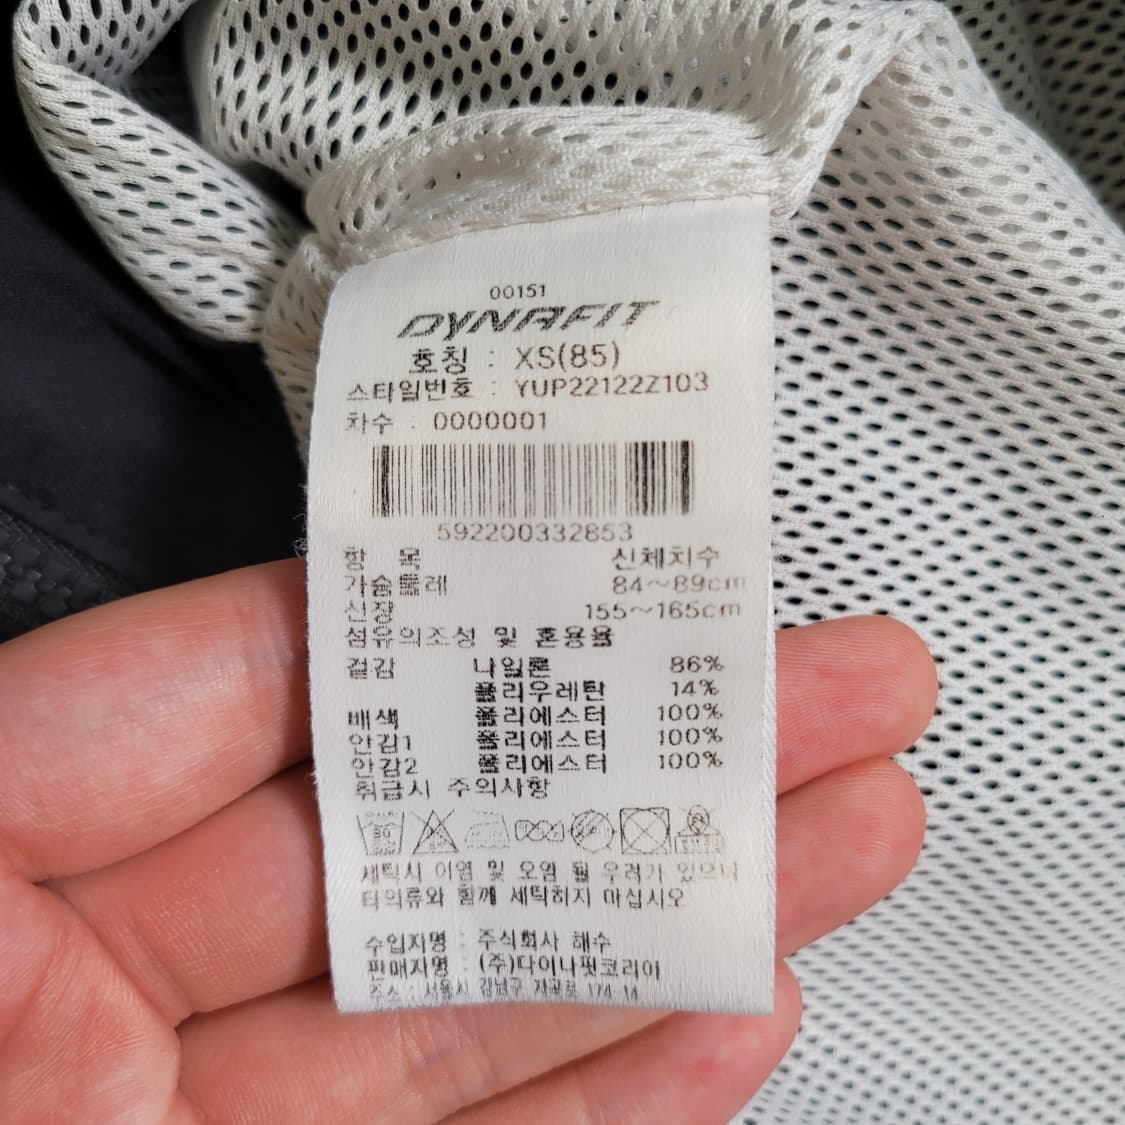 00151
DYNAFIT
호칭 : XS(85)
스타일번호 : YUP22122Z103
차수 : 0000001
592200332853
항 목 신체치수
가슴둘레 84~89cm
신장 155~165cm
섬유의조성 및 혼용율
겉감 나일론 86%
폴리우레탄 14%
배색 폴리에스터 100%
안감1 폴리에스터 100%
안감2 폴리에스터 100%
취급시 주의사항
30
세탁시 이염 및 오염 될 우려가 있으니
타의류와 함께 세탁하지 마십시오
수입자명 : 주식회사 해수
판매자명 : (주)다이나핏코리아
주소 : 서울시 강남구 자곡로 174-14